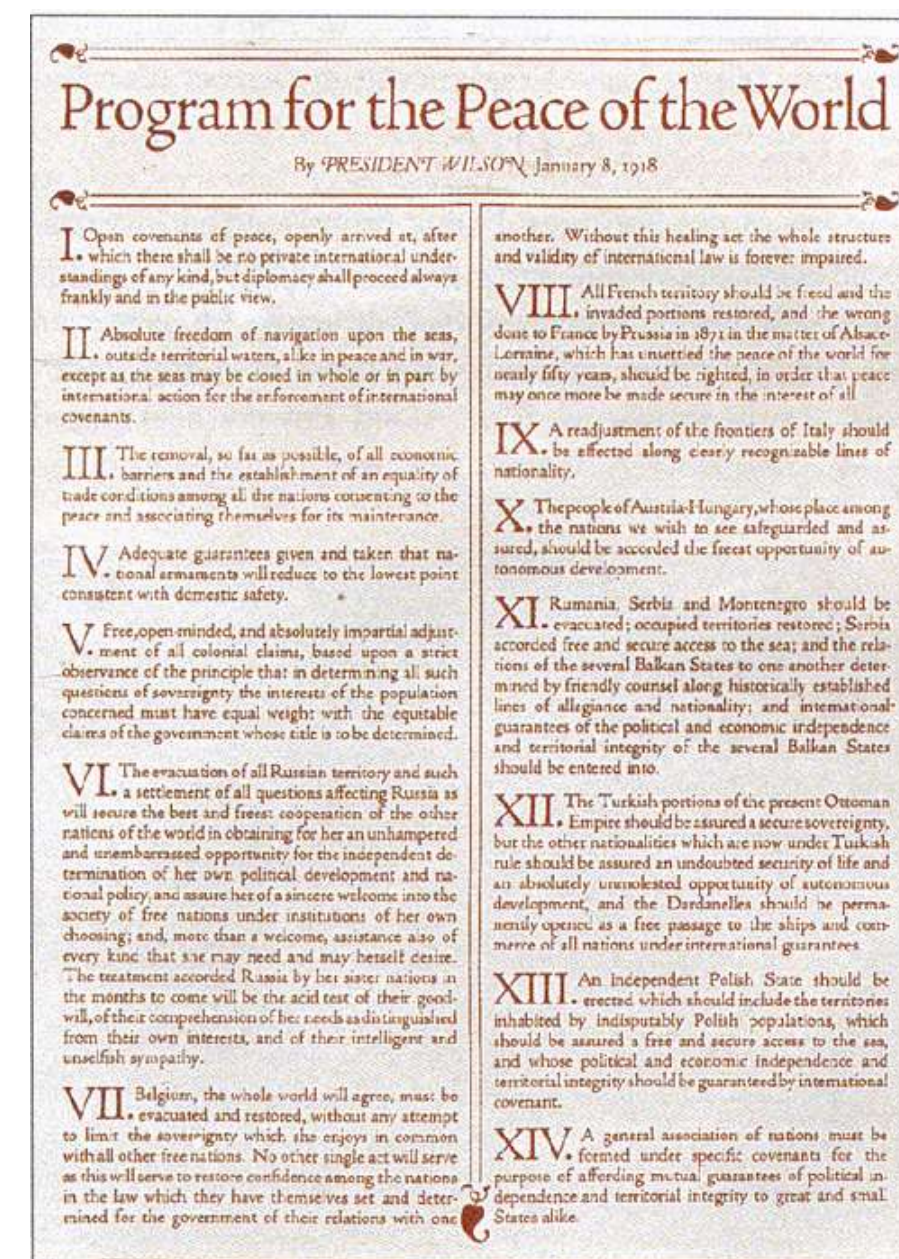 Program for the Peace of the World
By PRESIDENT WILSON January 8, 1918
I. Open covenants of peace, openly arrived at, after
which there shall be no private international under-
standings of any kind, but diplomacy shall proceed always
frankly and in the public view.
II. Absolute freedom of navigation upon the seas,
outside territorial waters, alike in peace and in war,
except as the seas may be closed in whole or in part by
international action for the enforcement of international
covenants.
III. The removal, so far as possible, of all economic
barriers and the establishment of an equality of
trade conditions among all the nations consenting to the
peace and associating themselves for its maintenance.
IV. Adequate guarantees given and taken that na-
tional armaments will reduce to the lowest point
consistent with domestic safety.
V. Free, open-minded, and absolutely impartial adjust-
ment of all colonial claims, based upon a strict
observance of the principle that in determining all such
questions of sovereignty the interests of the population
concerned must have equal weight with the equitable
claims of the government whose title is to be determined.
VI. The evacuation of all Russian territory and such
a settlement of all questions affecting Russia as
will secure the best and freest cooperation of the other
nations of the world in obtaining for her an unhampered
and unembarrassed opportunity for the independent de-
termination of her own political development and na-
tional policy, and assure her of a sincere welcome into the
society of free nations under institutions of her own
choosing; and, more than a welcome, assistance also of
every kind that she may need and may herself desire.
The treatment accorded Russia by her sister nations in
the months to come will be the acid test of their good-
will, of their comprehension of her needs as distinguished
from their own interests, and of their intelligent and
unselfish sympathy.
VII. Belgium, the whole world will agree, must be
evacuated and restored, without any attempt
to limit the sovereignty which she enjoys in common
with all other free nations. No other single act will serve
as this will serve to restore confidence among the nations
in the law which they have themselves set and deter-
mined for the government of their relations with one
another. Without this healing act the whole structure
and validity of international law is forever impaired.
VIII. All French territory should be freed and the
invaded portions restored, and the wrong
done to France by Prussia in 1871 in the matter of Alsace-
Lorraine, which has unsettled the peace of the world for
nearly fifty years, should be righted, in order that peace
may once more be made secure in the interest of all
IX. A readjustment of the frontiers of Italy should
be effected along clearly recognizable lines of
nationality.
X. The people of Austria-Hungary, whose place among
the nations we wish to see safeguarded and as-
sured, should be accorded the freest opportunity of au-
tonomous development.
XI. Rumania, Serbia and Montenegro should be
evacuated; occupied territories restored; Serbia
accorded free and secure access to the sea; and the rela-
tions of the several Balkan States to one another deter-
mined by friendly counsel along historically established
lines of allegiance and nationality; and international
guarantees of the political and economic independence
and territorial integrity of the several Balkan States
should be entered into.
XII. The Turkish portions of the present Ottoman
Empire should be assured a secure sovereignty,
but the other nationalities which are now under Turkish
rule should be assured an undoubted security of life and
an absolutely unmolested opportunity of autonomous
development, and the Dardanelles should be perma-
nently opened as a free passage to the ships and com-
merce of all nations under international guarantees
XIII. An independent Polish State should be
erected which should include the territories
inhabited by indisputably Polish populations, which
should be assured a free and secure access to the sea,
and whose political and economic independence and
territorial integrity should be guaranteed by international
covenant.
XIV. A general association of nations must be
formed under specific covenants for the
purpose of affording mutual guarantees of political in-
dependence and territorial integrity to great and small
States alike.